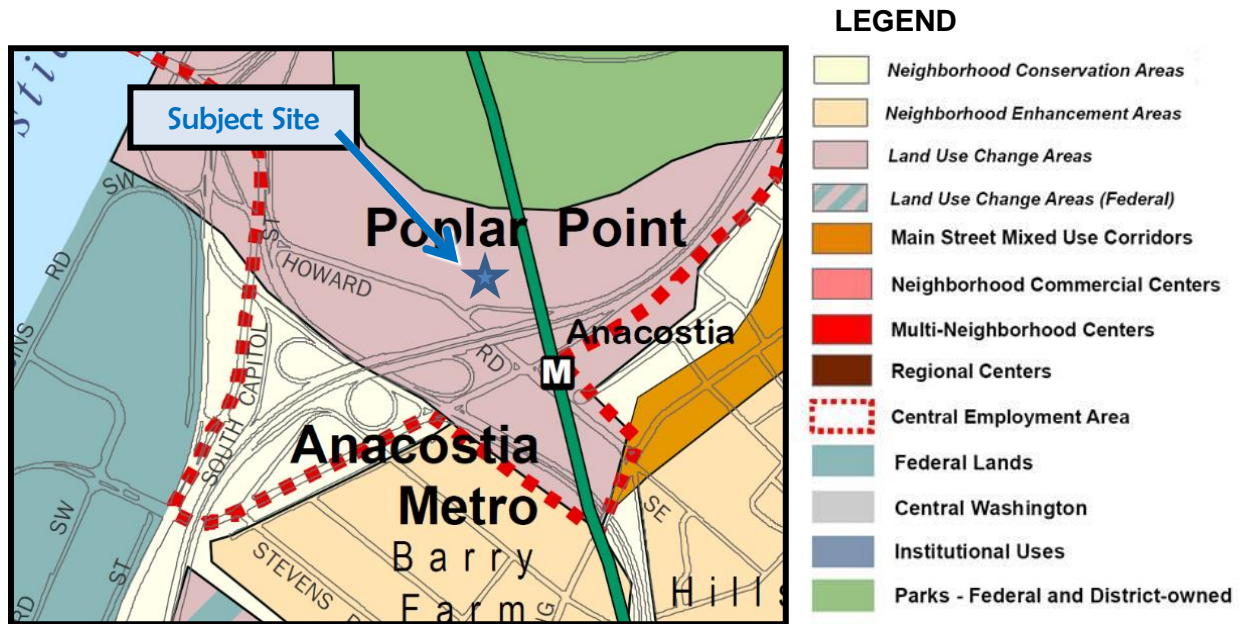 LEGEND
Subject Site
SW
Poplar Point
ST
HOWARD
Anacostia
RD
RD
M
SOUTH CAPITOL
Anacostia
Metro
SW
SE
Barry
Farm
STEVENS
Hills
ST
RD
Neighborhood Conservation Areas
Neighborhood Enhancement Areas
Land Use Change Areas
Land Use Change Areas (Federal)
Main Street Mixed Use Corridors
Neighborhood Commercial Centers
Multi-Neighborhood Centers
Regional Centers
Central Employment Area
Federal Lands
Central Washington
Institutional Uses
Parks - Federal and District-owned